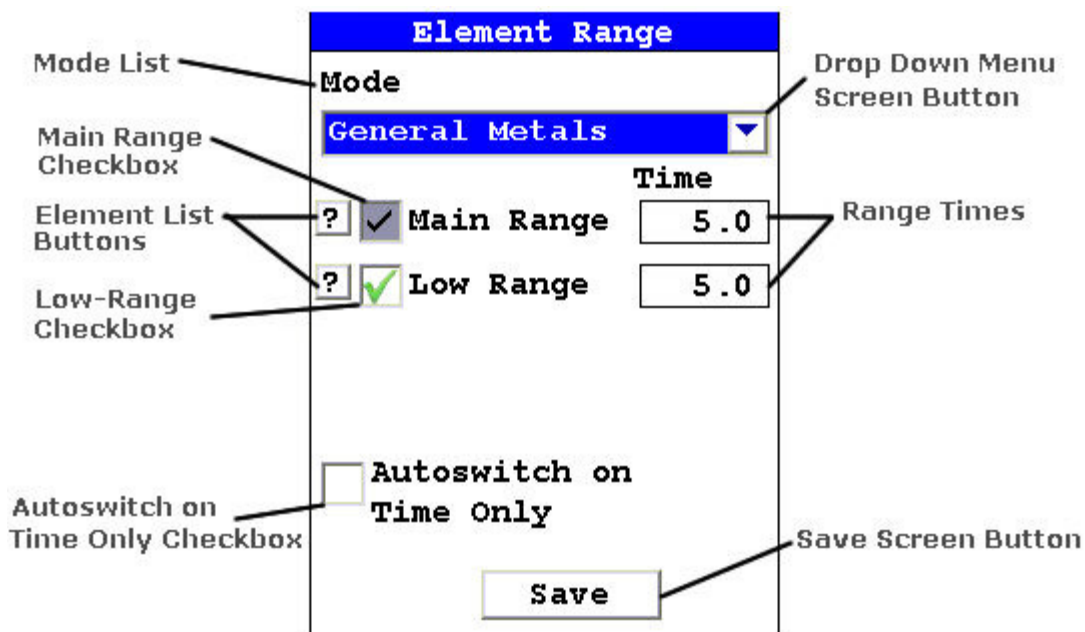 Element Range
Mode List
Mode
Drop Down Menu
Screen Button
General Metals
Main Range
Checkbox
Time
Element List
Buttons
? Main Range 5.0
Range Times
? Low Range 5.0
Low-Range
Checkbox
Autoswitch on
Time Only
Autoswitch on
Time Only Checkbox
Save Screen Button
Save